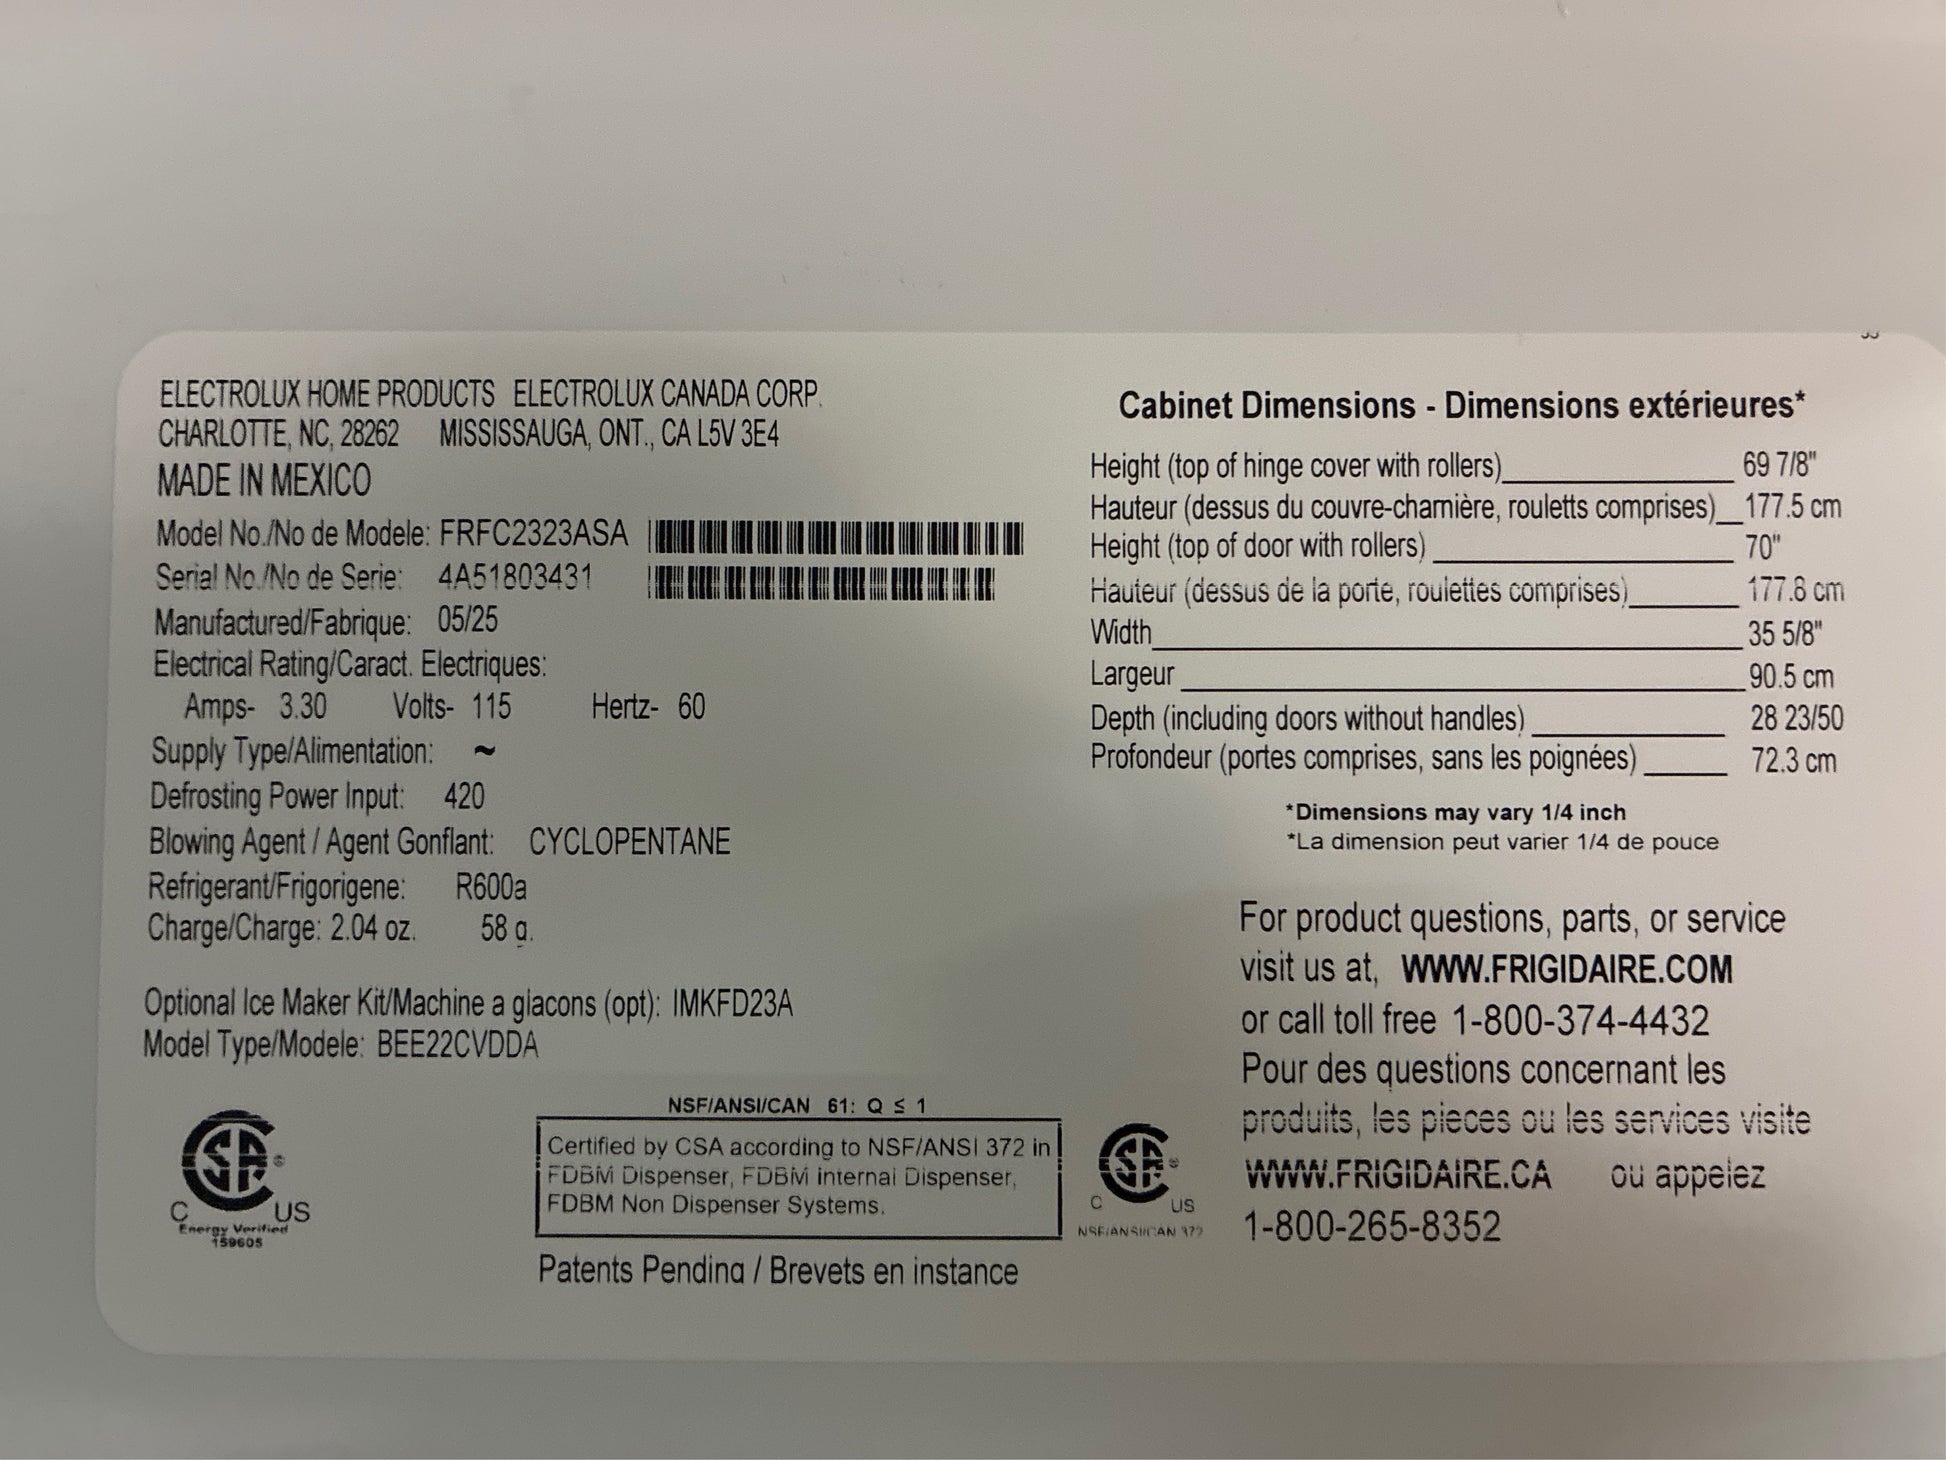 ELECTROLUX HOME PRODUCTS ELECTROLUX CANADA CORP.
CHARLOTTE, NC, 28262 MISSISSAUGA, ONT., CA L5V 3E4
MADE IN MEXICO
Model No./No de Modele: FRFC2323ASA
Serial No./No de Serie: 4A51803431
Manufactured/Fabrique: 05/25
Electrical Rating/Caract. Electriques:
Amps- 3.30 Volts- 115 Hertz- 60
Supply Type/Alimentation: ~
Defrosting Power Input: 420
Blowing Agent / Agent Gonflant: CYCLOPENTANE
Refrigerant/Frigorigene: R600a
Charge/Charge: 2.04 oz. 58 g.
Optional Ice Maker Kit/Machine a glacons (opt): IMKFD23A
Model Type/Modele: BEE22CVDDA
CSA®
C US
Energy Verified
159605
NSF/ANSI/CAN 61: Q ≤ 1
Certified by CSA according to NSF/ANSI 372 in
FDBM Dispenser, FDBM internal Dispenser,
FDBM Non Dispenser Systems.
Patents Pending / Brevets en instance
CSA®
C US
NSF/ANSI/CAN 372
Cabinet Dimensions - Dimensions extérieures*
Height (top of hinge cover with rollers) 69 7/8"
Hauteur (dessus du couvre-charnière, rouletts comprises) 177.5 cm
Height (top of door with rollers) 70"
Hauteur (dessus de la porte, roulettes comprises) 177.8 cm
Width 35 5/8"
Largeur 90.5 cm
Depth (including doors without handles) 28 23/50
Profondeur (portes comprises, sans les poignées) 72.3 cm
*Dimensions may vary 1/4 inch
*La dimension peut varier 1/4 de pouce
For product questions, parts, or service
visit us at, WWW.FRIGIDAIRE.COM
or call toll free 1-800-374-4432
Pour des questions concernant les
produits, les pieces ou les services visite
WWW.FRIGIDAIRE.CA ou appelez
1-800-265-8352